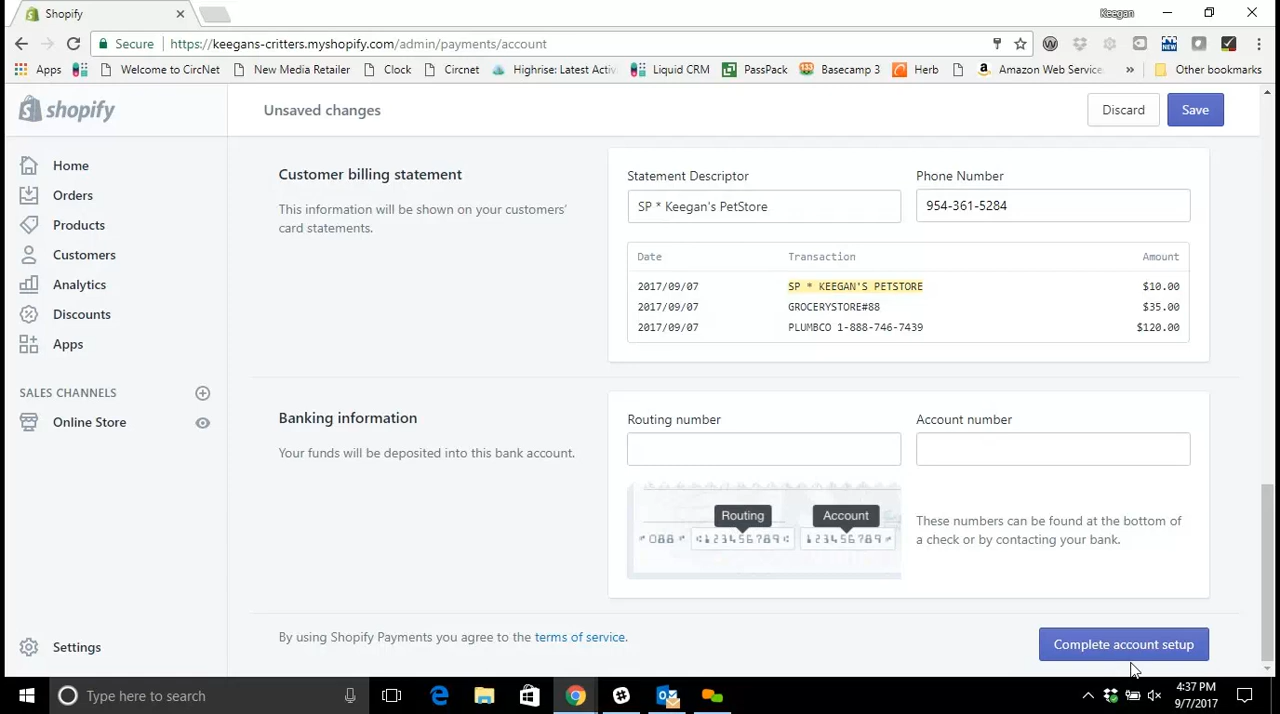 Shopify
Keegan
Secure https://keegans-critters.myshopify.com/admin/payments/account
Apps Welcome to CircNet New Media Retailer Clock Circnet Highrise: Latest Activ Liquid CRM PassPack Basecamp 3 Herb Amazon Web Service » Other bookmarks
shopify
Unsaved changes
Discard
Save
Home
Orders
Products
Customers
Analytics
Discounts
Apps
SALES CHANNELS
Online Store
Settings
Customer billing statement
This information will be shown on your customers'
card statements.
Statement Descriptor Phone Number
SP * Keegan's PetStore 954-361-5284
Date Transaction Amount
2017/09/07 SP * KEEGAN'S PETSTORE $10.00
2017/09/07 GROCERYSTORE#88 $35.00
2017/09/07 PLUMBCO 1-888-746-7439 $120.00
Banking information
Your funds will be deposited into this bank account.
Routing number Account number
Routing Account
088 123456789 123456789
These numbers can be found at the bottom of
a check or by contacting your bank.
By using Shopify Payments you agree to the terms of service.
Complete account setup
Type here to search
4:37 PM
9/7/2017